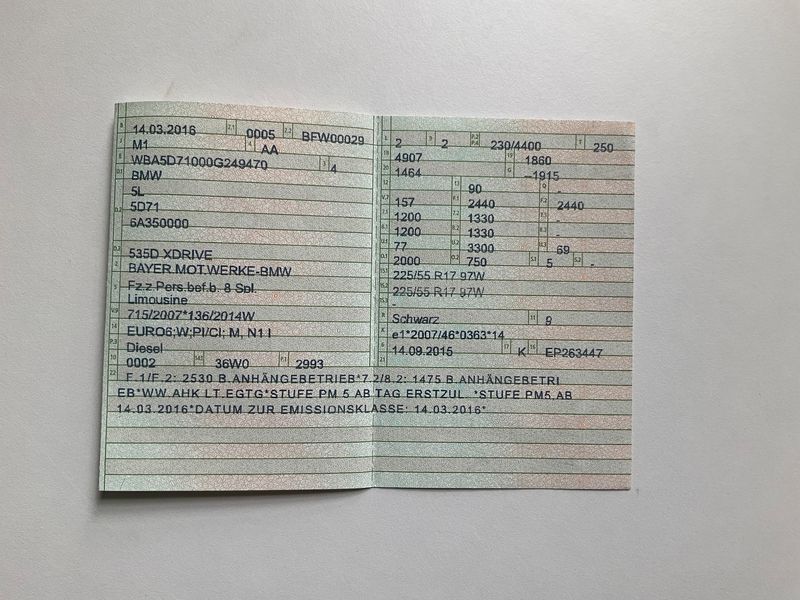 14.03.2016 0005 BFW00029
M1 AA
WBA5D71000G249470 4
BMW
5L
5D71
6A350000
535D XDRIVE
BAYER.MOT.WERKE-BMW
Fz.z.Pers.bef.b. 8 Spl.
Limousine
715/2007*136/2014W
EURO6;W;PI/CI; M, N1 I
Diesel
0002 36W0 2993
2 2 230/4400 250
4907 1860
1464 –1915
90 -
157 2440 2440
1200 1330 -
1200 1330 -
77 3300 69
2000 750 5 -
225/55 R17 97W
225/55 R17 97W
-
Schwarz 9
e1*2007/46*0363*14
14.09.2015 K EP263447
F.1/F.2: 2530 B.ANHÄNGEBETRIEB*7.2/8.2: 1475 B.ANHÄNGEBETRI
EB*WW.AHK LT.EGTG*STUFE PM 5 AB TAG ERSTZUL. *STUFE PM5 AB
14.03.2016*DATUM ZUR EMISSIONSKLASSE: 14.03.2016*